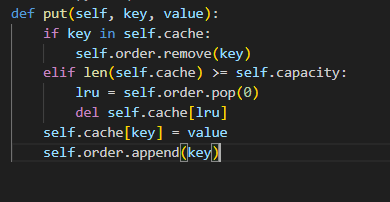 def put(self, key, value):
    if key in self.cache:
        self.order.remove(key)
    elif len(self.cache) >= self.capacity:
        lru = self.order.pop(0)
        del self.cache[lru]
    self.cache[key] = value
    self.order.append(key)